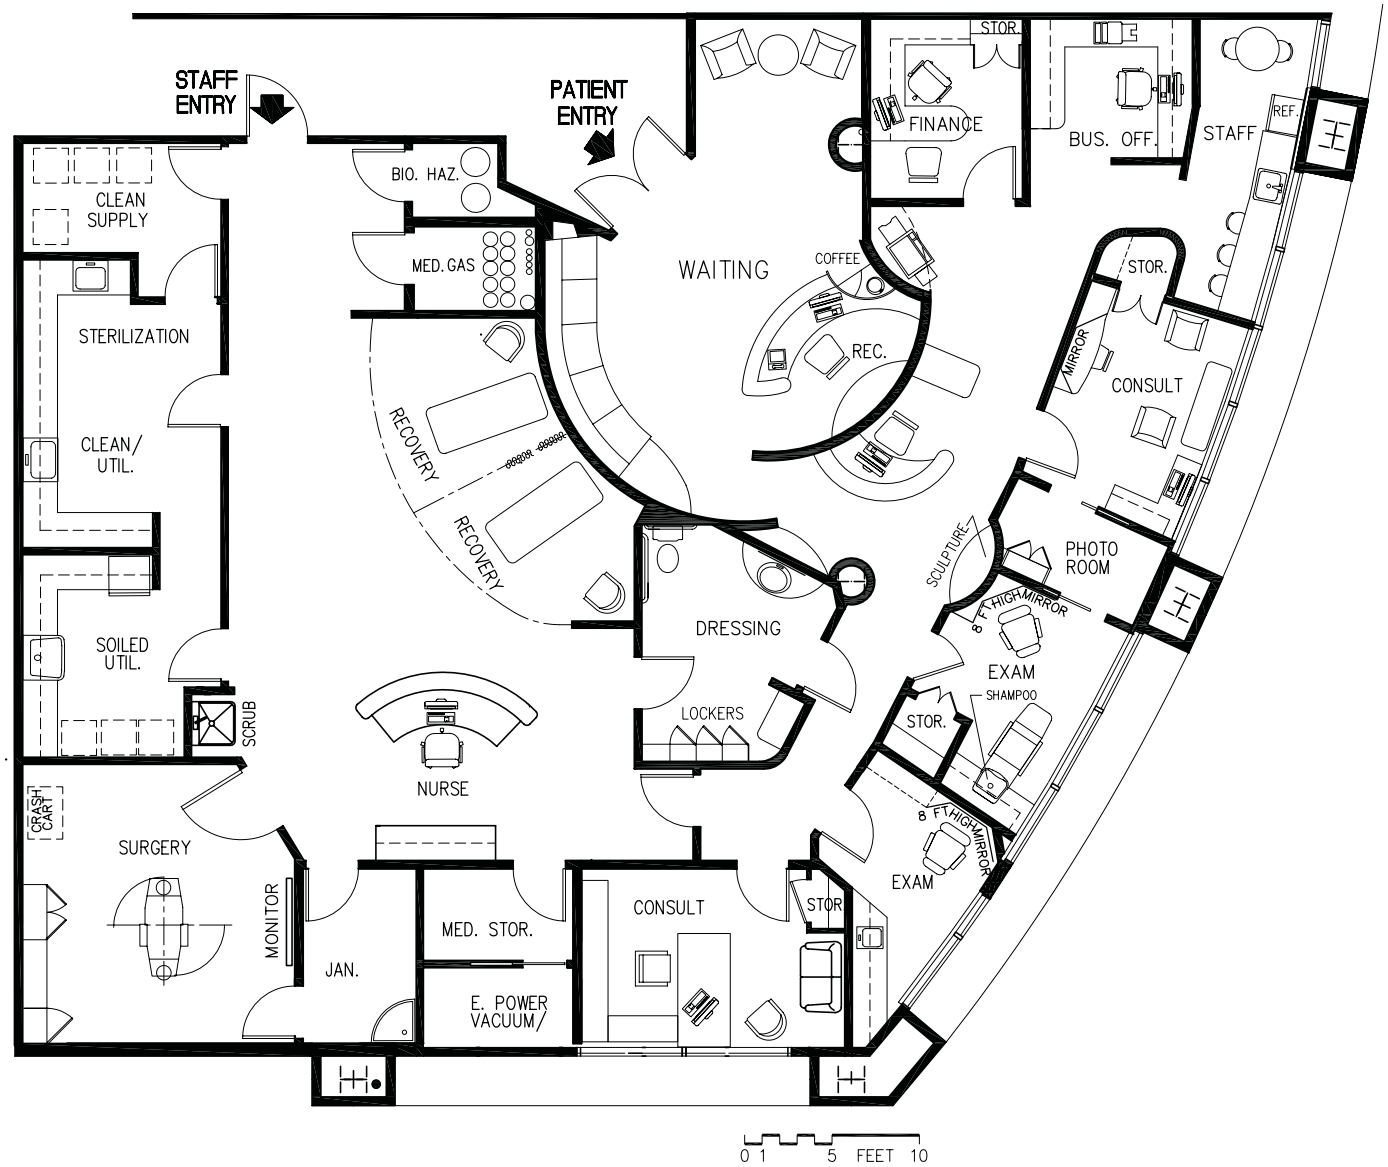 STOR.
STAFF
ENTRY
PATIENT
ENTRY
FINANCE
BUS. OFF.
STAFF
REF.
BIO. HAZ.
CLEAN
SUPPLY
MED. GAS
WAITING
COFFEE
STOR.
STERILIZATION
REC.
MIRROR
CONSULT
RECOVERY
CLEAN/
UTIL.
RECOVERY
SCULPTURE
PHOTO
ROOM
8 FT. HIGH MIRROR
DRESSING
SOILED
UTIL.
EXAM
SHAMPOO
SCRUB
LOCKERS
STOR.
NURSE
CRASH
CART
8 FT. HIGH MIRROR
SURGERY
EXAM
MONITOR
CONSULT
STOR.
MED. STOR.
JAN.
E. POWER
VACUUM/
0 1 5 FEET 10